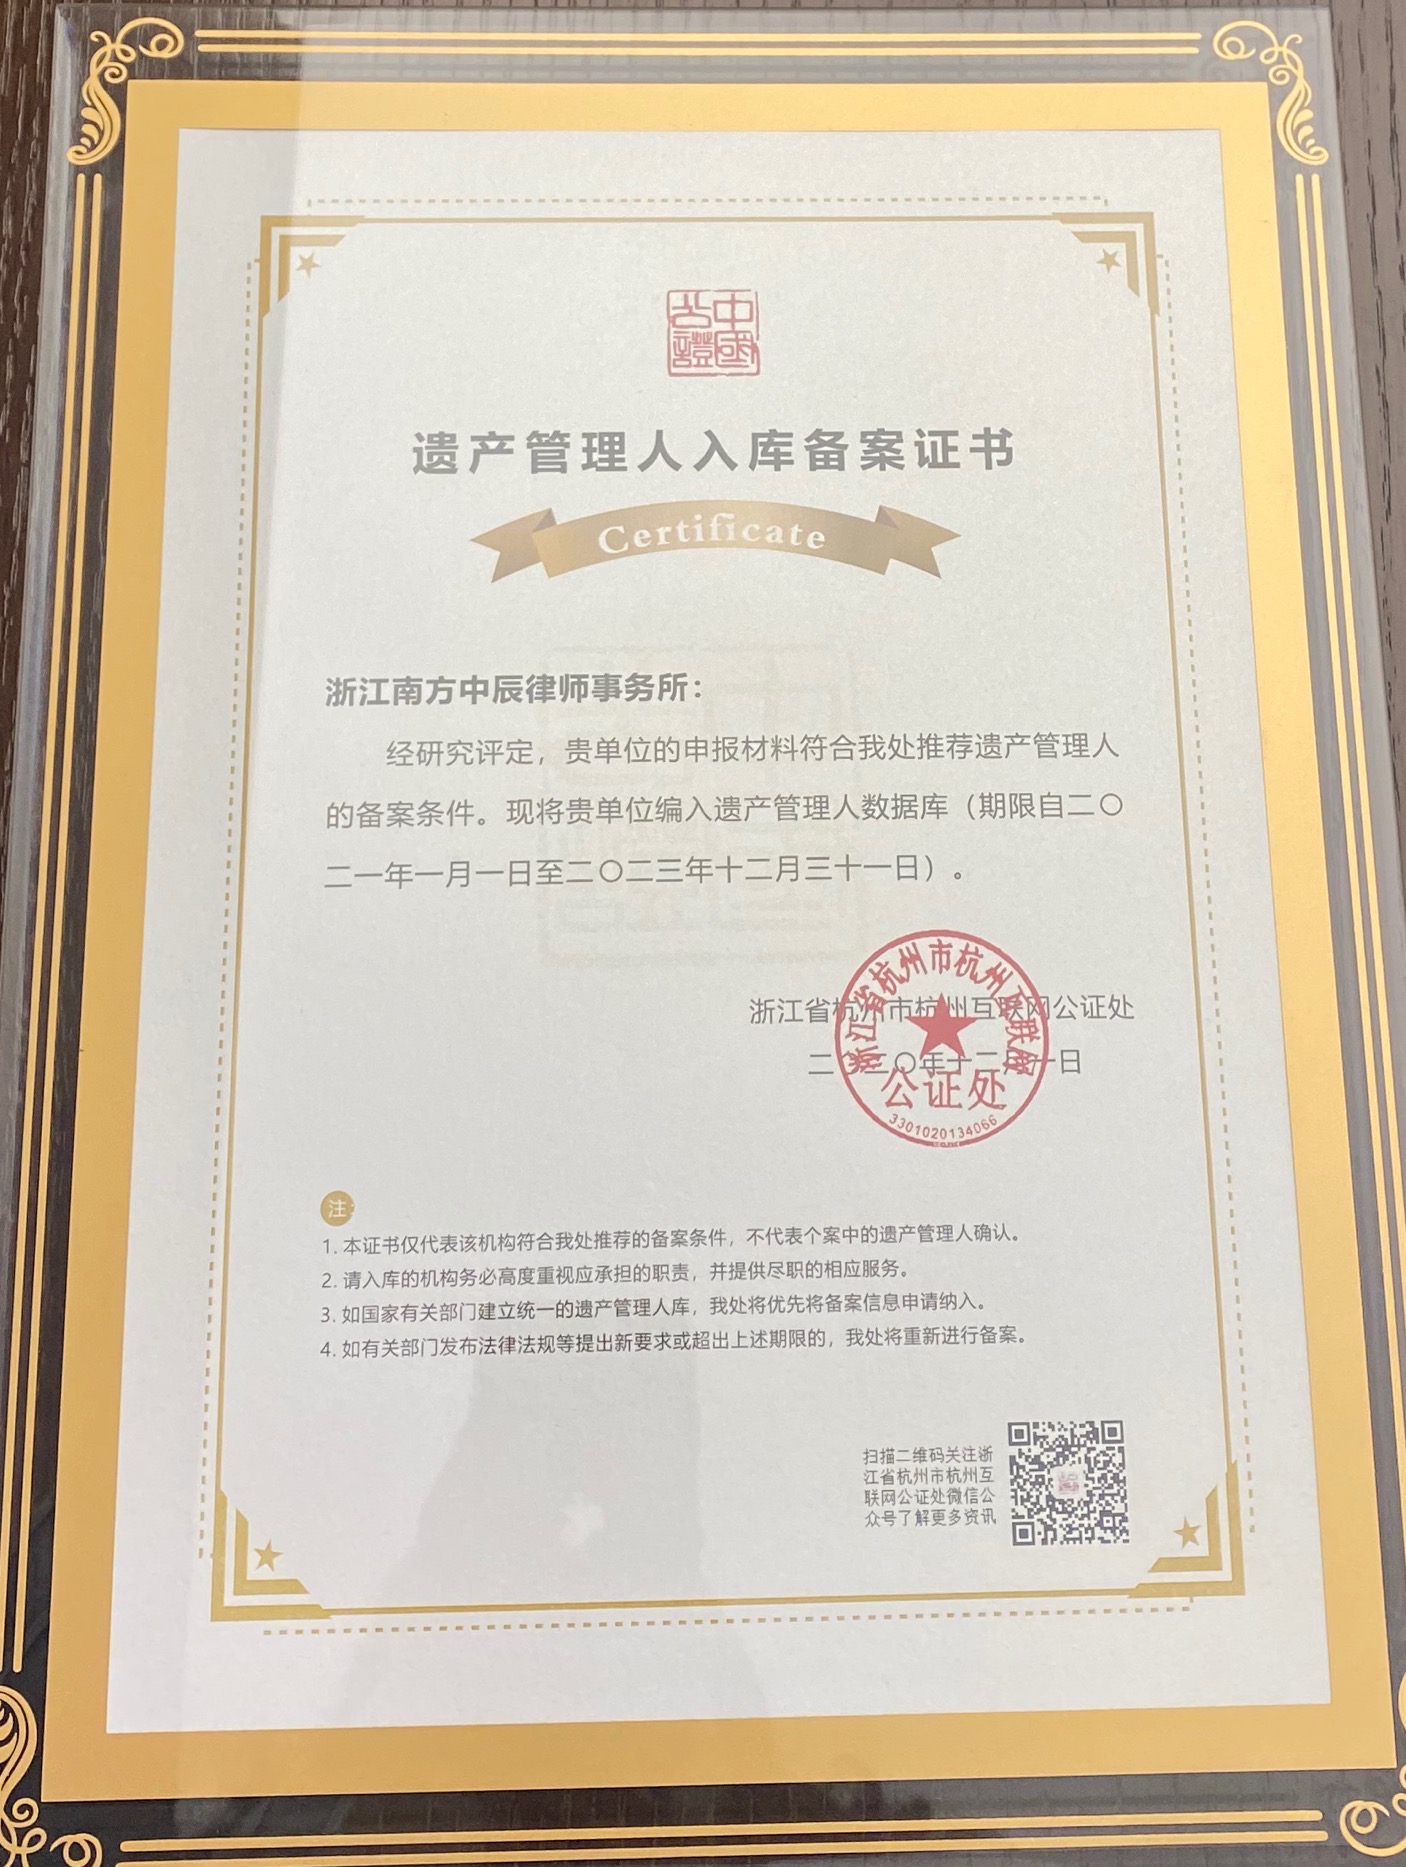 中國公證
遗产管理人入库备案证书
Certificate
浙江南方中辰律师事务所：
经研究评定，贵单位的申报材料符合我处推荐遗产管理人
的备案条件。现将贵单位编入遗产管理人数据库（期限自二〇
二一年一月一日至二〇二三年十二月三十一日）。
浙江省杭州市杭州互联网公证处
二〇二〇年十二月一日
浙江省杭州市杭州互联网
公证处
3301020134066
注：
1. 本证书仅代表该机构符合我处推荐的备案条件，不代表个案中的遗产管理人确认。
2. 请入库的机构务必高度重视应承担的职责，并提供尽职的相应服务。
3. 如国家有关部门建立统一的遗产管理人库，我处将优先将备案信息申请纳入。
4. 如有关部门发布法律法规等提出新要求或超出上述期限的，我处将重新进行备案。
扫描二维码关注浙
江省杭州市杭州互
联网公证处微信公
众号了解更多资讯